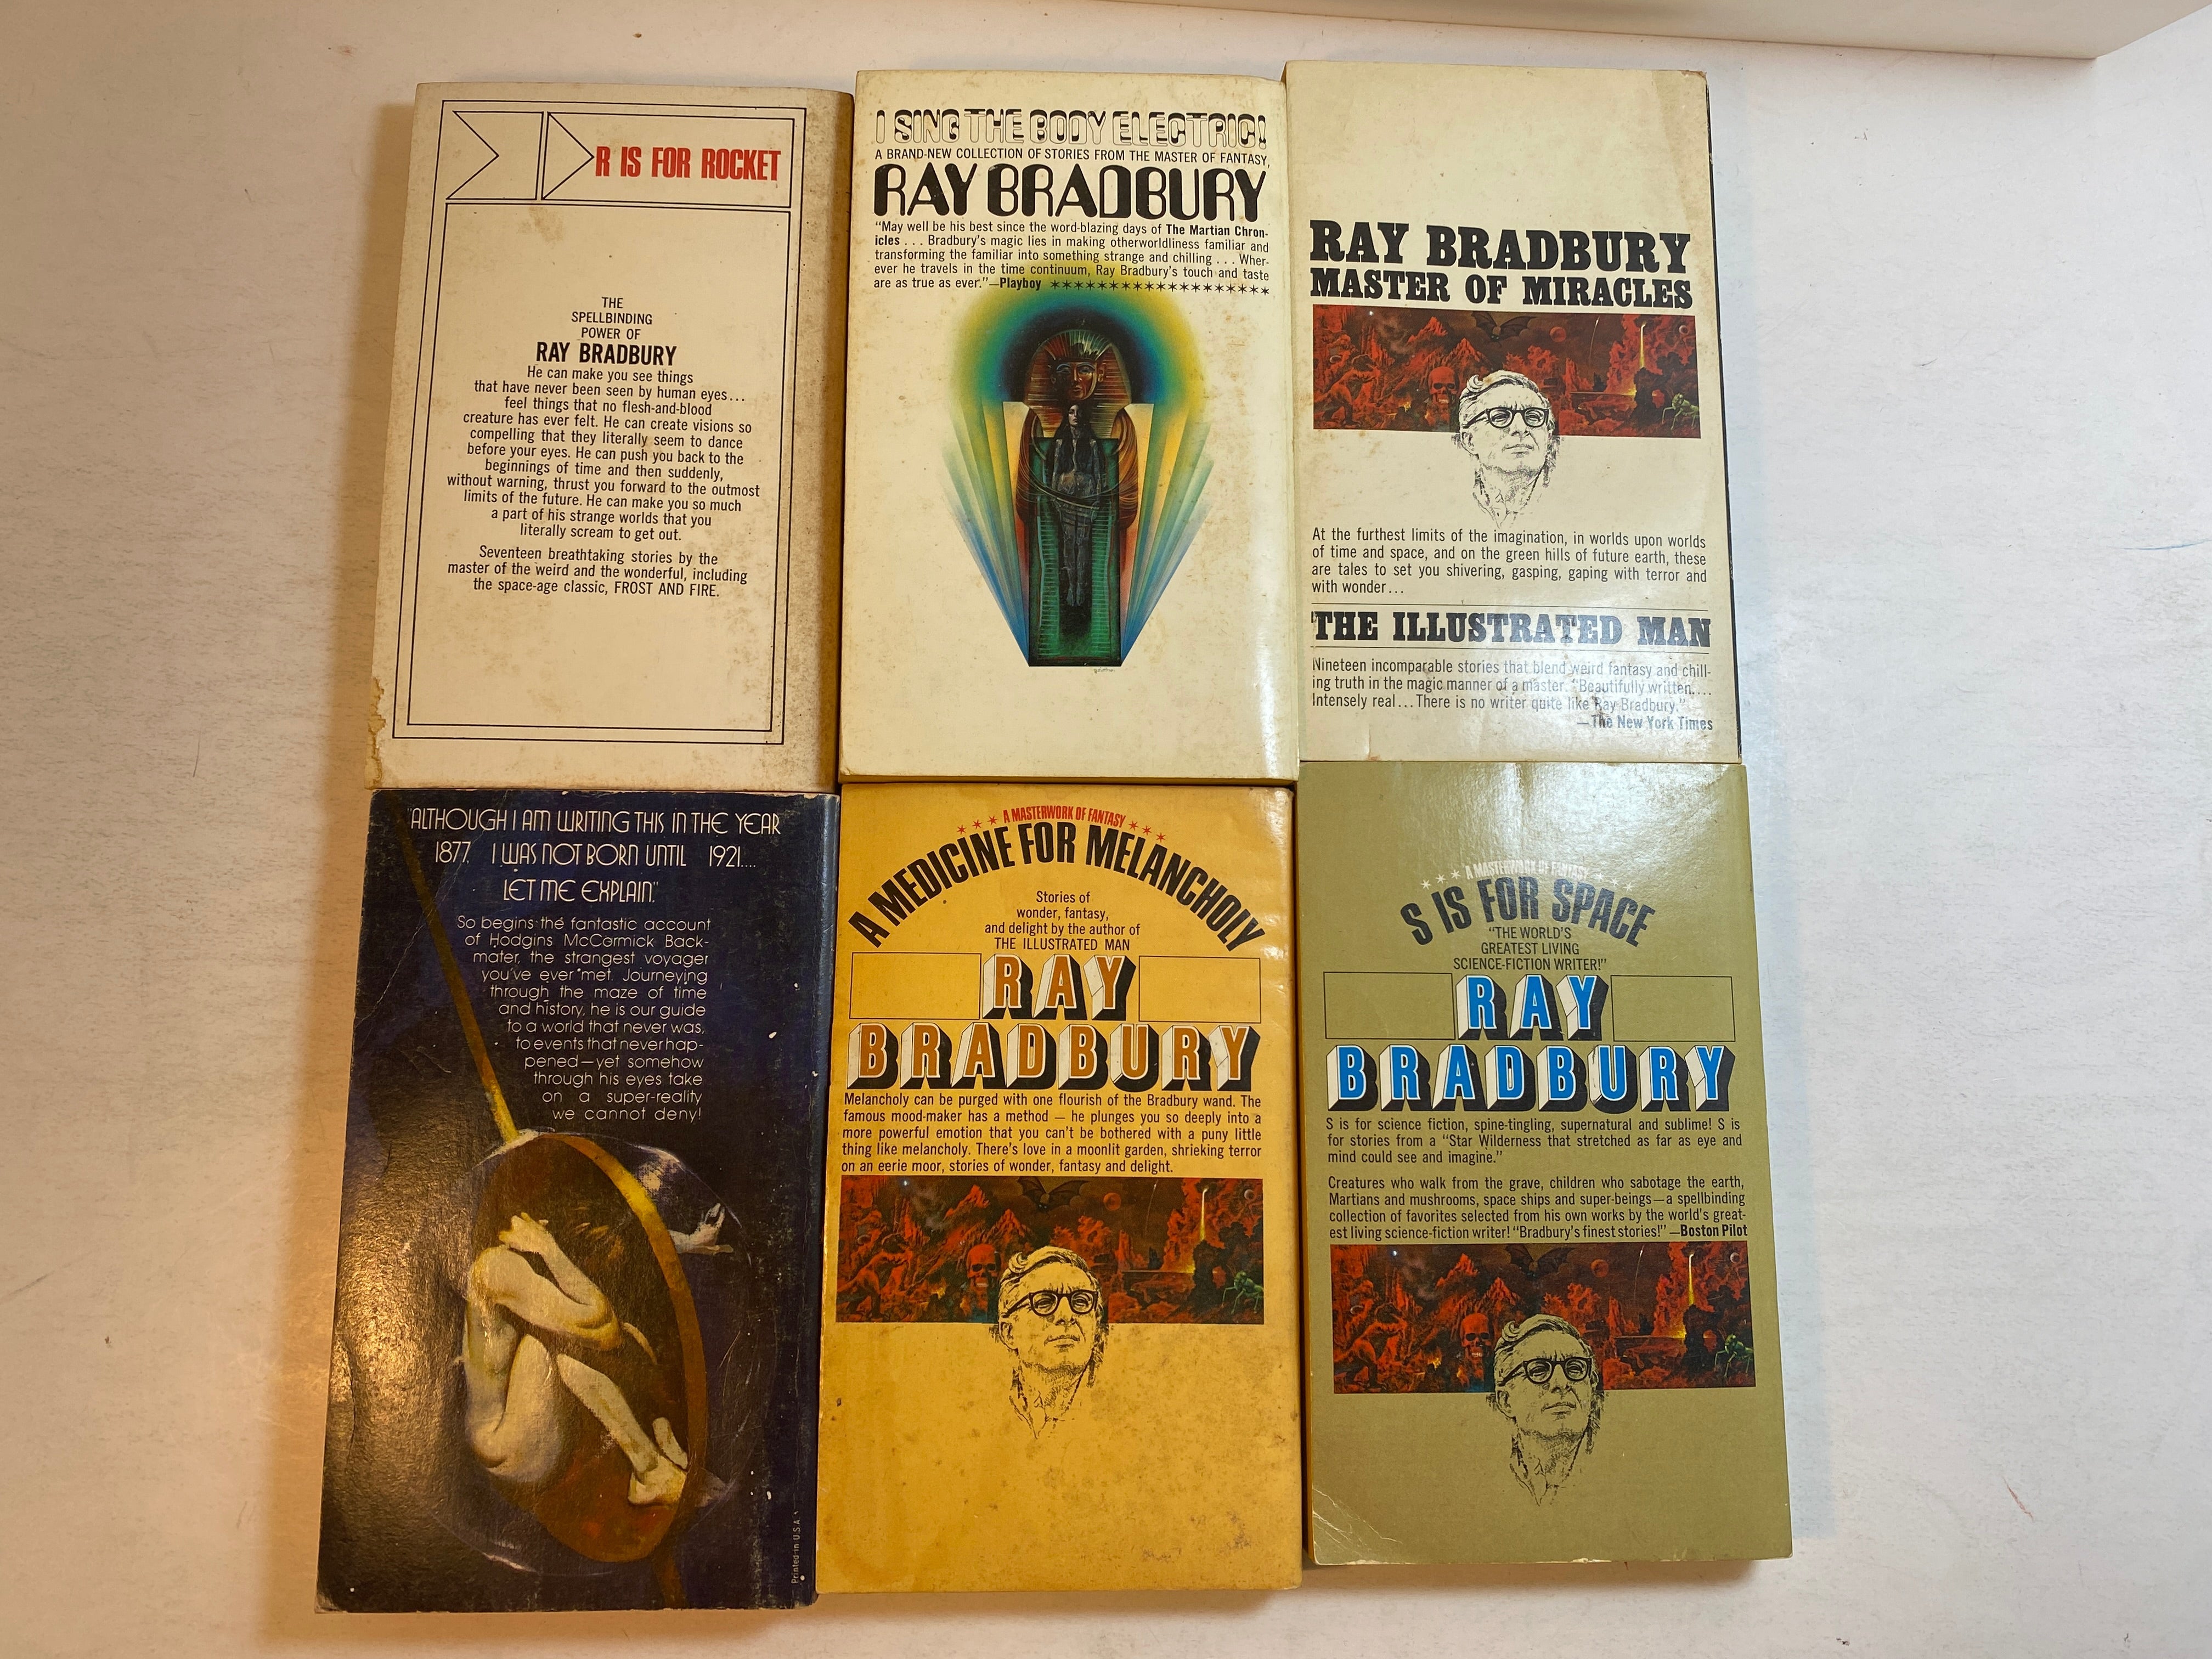 R IS FOR ROCKET
THE
SPELLBINDING
POWER OF
RAY BRADBURY
He can make you see things
that have never been seen by human eyes...
feel things that no flesh-and-blood
creature has ever felt. He can create visions so
compelling that they literally seem to dance
before your eyes. He can push you back to the
beginnings of time and then suddenly,
without warning, thrust you forward to the outmost
limits of the future. He can make you so much
a part of his strange worlds that you
literally scream to get out.
Seventeen breathtaking stories by the
master of the weird and the wonderful, including
the space-age classic, FROST AND FIRE.
I SING THE BODY ELECTRIC!
A BRAND-NEW COLLECTION OF STORIES FROM THE MASTER OF FANTASY,
RAY BRADBURY
“May well be his best since the word-blazing days of The Martian Chron-
icles . . . Bradbury's magic lies in making otherworldliness familiar and
transforming the familiar into something strange and chilling . . . Wher-
ever he travels in the time continuum, Ray Bradbury's touch and taste
are as true as ever.”—Playboy ******************
RAY BRADBURY
MASTER OF MIRACLES
At the furthest limits of the imagination, in worlds upon worlds
of time and space, and on the green hills of future earth, these
are tales to set you shivering, gasping, gaping with terror and
with wonder...
THE ILLUSTRATED MAN
Nineteen incomparable stories that blend weird fantasy and chill-
ing truth in the magic manner of a master. “Beautifully written....
Intensely real...There is no writer quite like Ray Bradbury.”
—The New York Times
"ALTHOUGH I AM WRITING THIS IN THE YEAR
1877. I WAS NOT BORN UNTIL 1921....
LET ME EXPLAIN."
So begins the fantastic account
of Hodgins McCormick Back-
mater, the strangest voyager
you've ever met. Journeying
through the maze of time
and history, he is our guide
to a world that never was,
to events that never hap-
pened—yet somehow
through his eyes take
on a super-reality
we cannot deny!
Printed in U.S.A.
*** A MASTERWORK OF FANTASY ***
A MEDICINE FOR MELANCHOLY
Stories of
wonder, fantasy,
and delight by the author of
THE ILLUSTRATED MAN
RAY
BRADBURY
Melancholy can be purged with one flourish of the Bradbury wand. The
famous mood-maker has a method — he plunges you so deeply into a
more powerful emotion that you can't be bothered with a puny little
thing like melancholy. There's love in a moonlit garden, shrieking terror
on an eerie moor, stories of wonder, fantasy and delight.
*** A MASTERWORK OF FANTASY ***
S IS FOR SPACE
“THE WORLD'S
GREATEST LIVING
SCIENCE-FICTION WRITER!”
RAY
BRADBURY
S is for science fiction, spine-tingling, supernatural and sublime! S is
for stories from a “Star Wilderness that stretched as far as eye and
mind could see and imagine.”
Creatures who walk from the grave, children who sabotage the earth,
Martians and mushrooms, space ships and super-beings—a spellbinding
collection of favorites selected from his own works by the world's great-
est living science-fiction writer! “Bradbury's finest stories!” —Boston Pilot